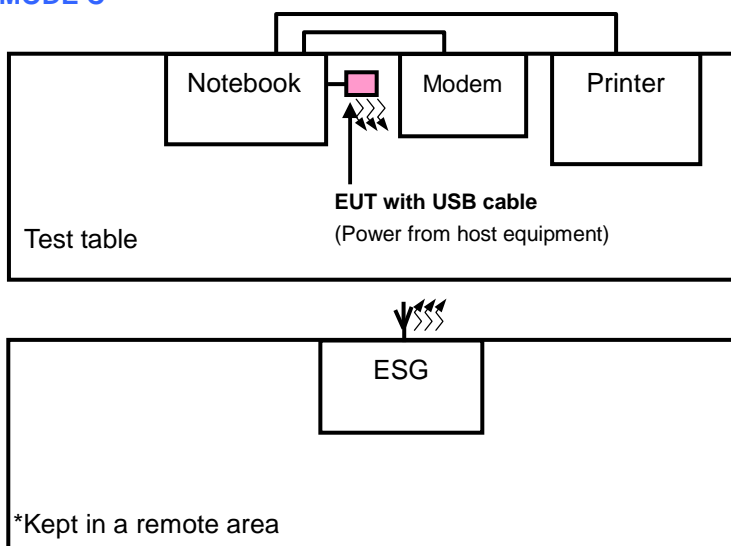 Notebook
Modem
Printer
EUT with USB cable
(Power from host equipment)
Test table
ESG
*Kept in a remote area